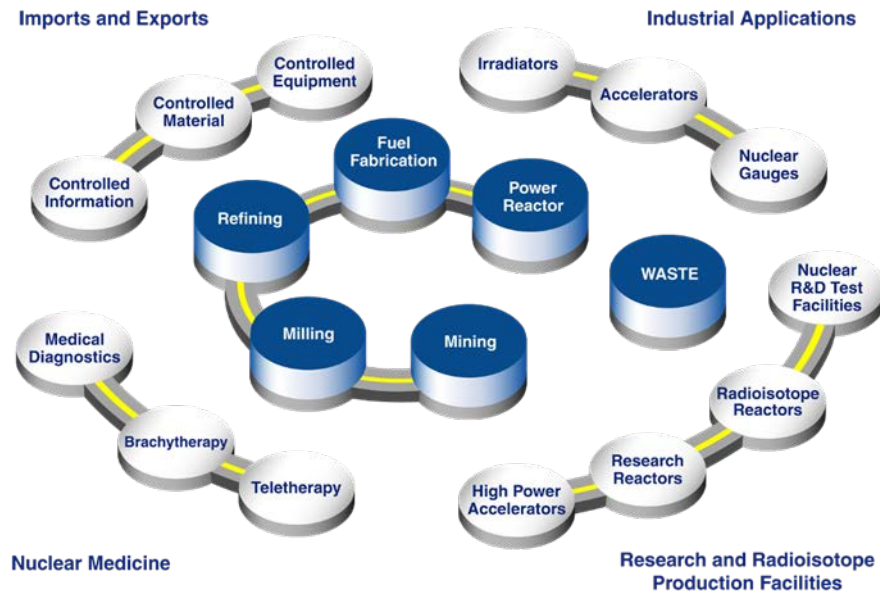 Imports and Exports
Industrial Applications
Controlled
Equipment
Controlled
Material
Controlled
Information
Irradiators
Accelerators
Nuclear
Gauges
Fuel
Fabrication
Power
Reactor
Refining
Milling
Mining
WASTE
Nuclear
R&D Test
Facilities
Radioisotope
Reactors
Research
Reactors
High Power
Accelerators
Medical
Diagnostics
Brachytherapy
Teletherapy
Nuclear Medicine
Research and Radioisotope
Production Facilities